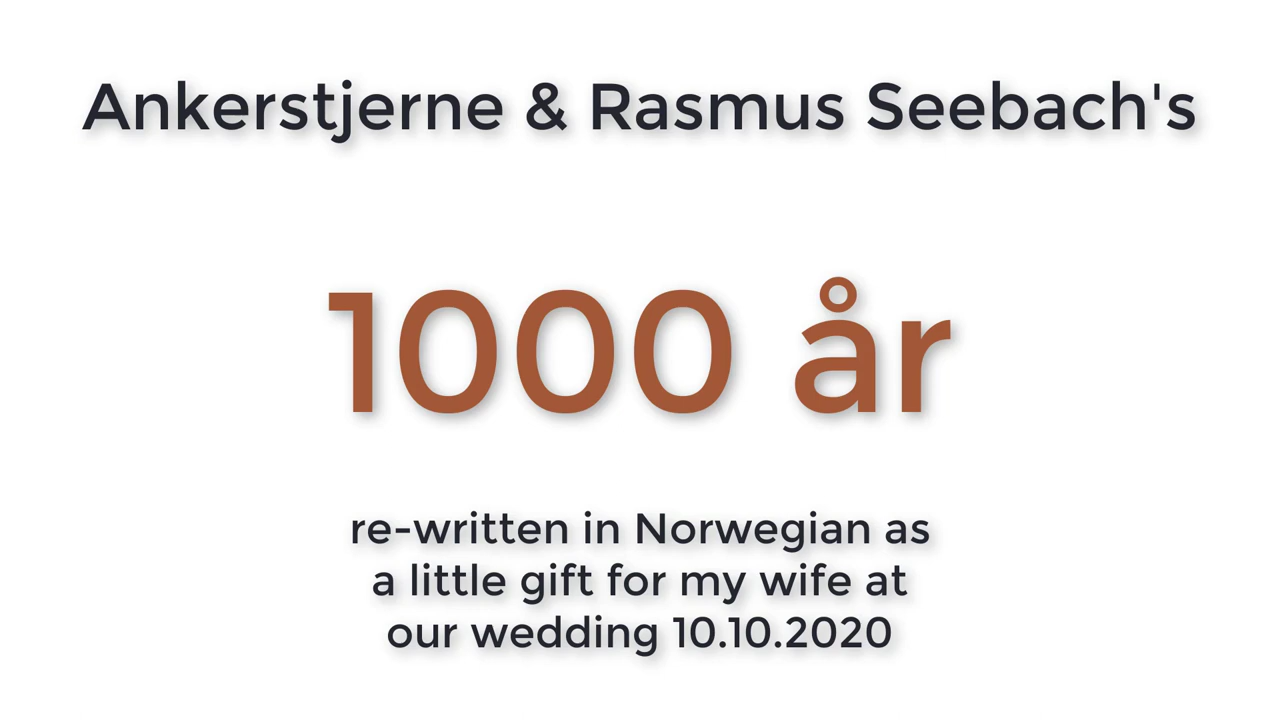 Ankerstjerne & Rasmus Seebach's
1000 år
re-written in Norwegian as
a little gift for my wife at
our wedding 10.10.2020